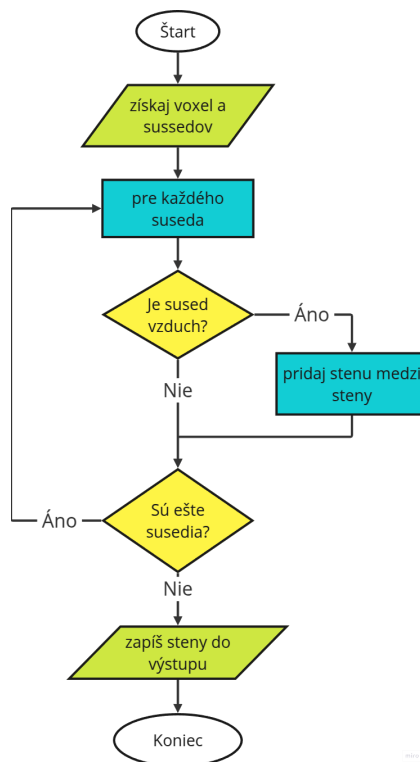 Štart
získaj voxel a
sussedov
pre každého
suseda
Je sused
vzduch?
Áno
pridaj stenu medzi
steny
Nie
Sú ešte
susedia?
Áno
Nie
zapíš steny do
výstupu
Koniec
miro